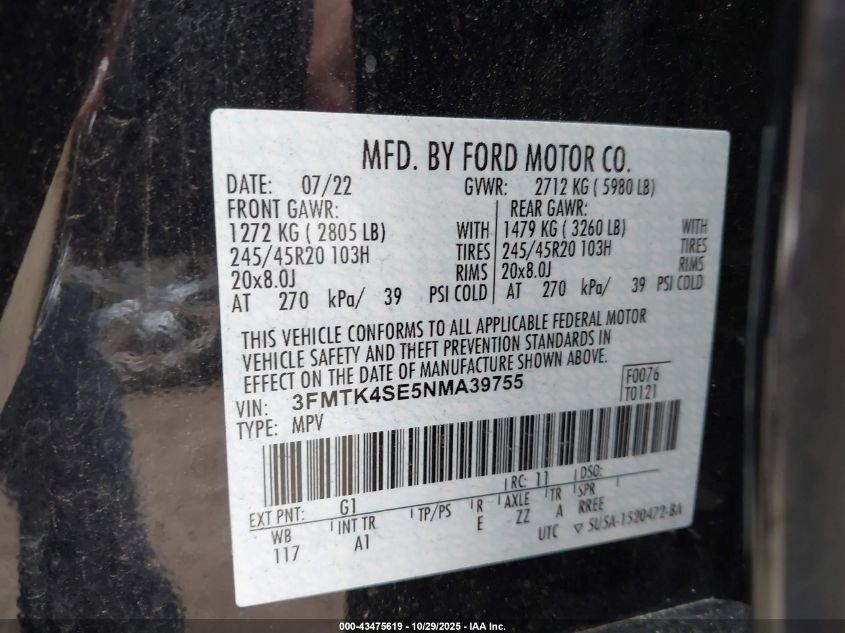 MFD. BY FORD MOTOR CO.
DATE: 07/22 GVWR: 2712 KG ( 5980 LB)
FRONT GAWR: REAR GAWR:
1272 KG ( 2805 LB) WITH 1479 KG ( 3260 LB) WITH
245/45R20 103H TIRES 245/45R20 103H TIRES
20x8.0J RIMS 20x8.0J RIMS
AT 270 kPa/ 39 PSI COLD AT 270 kPa/ 39 PSI COLD
THIS VEHICLE CONFORMS TO ALL APPLICABLE FEDERAL MOTOR
VEHICLE SAFETY AND THEFT PREVENTION STANDARDS IN
EFFECT ON THE DATE OF MANUFACTURE SHOWN ABOVE.
VIN: 3FMTK4SE5NMA39755 F0076
TYPE: MPV T0121
EXT PNT: G1 RC: 11 DSO:
WB INT TR TP/PS R AXLE TR SPR
117 A1 E ZZ A RREE
UTC ▽ 5U5A-1520472-BA
000-43475619 - 10/29/2025 - IAA Inc.